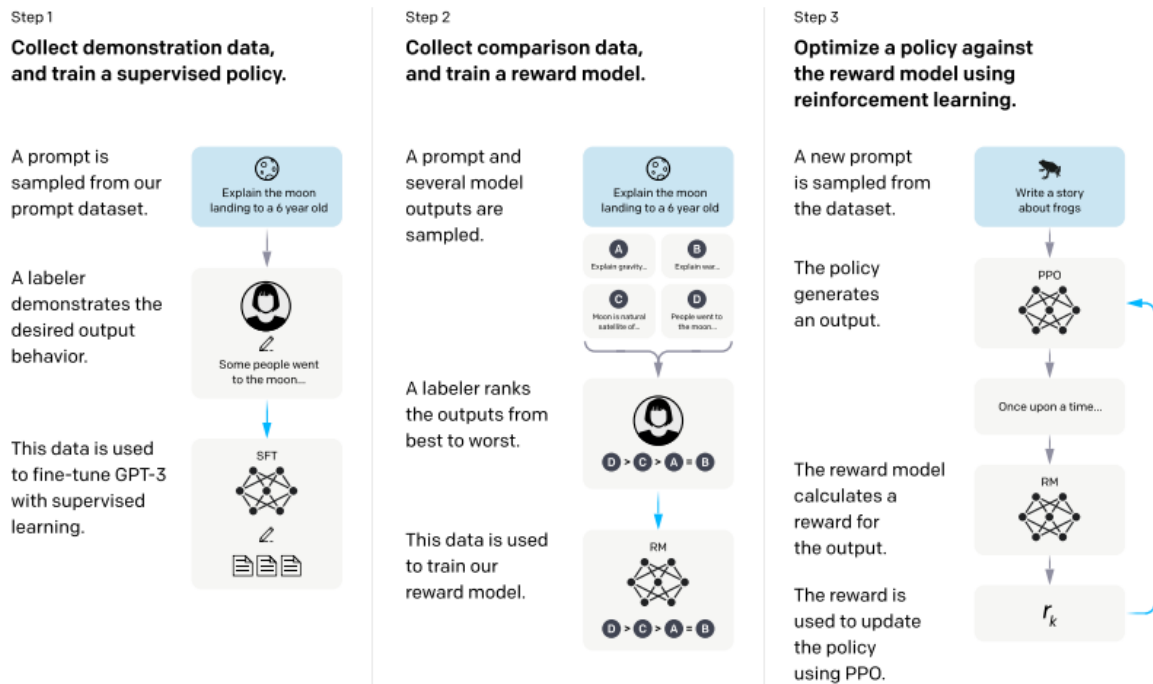 Step 1
Collect demonstration data,
and train a supervised policy.
A prompt is
sampled from our
prompt dataset.
Explain the moon
landing to a 6 year old
A labeler
demonstrates the
desired output
behavior.
Some people went
to the moon...
This data is used
to fine-tune GPT-3
with supervised
learning.
SFT
Step 2
Collect comparison data,
and train a reward model.
A prompt and
several model
outputs are
sampled.
Explain the moon
landing to a 6 year old
A
Explain gravity...
B
Explain war...
C
Moon is natural
satellite of...
D
People went to
the moon...
A labeler ranks
the outputs from
best to worst.
D > C > A = B
This data is used
to train our
reward model.
RM
D > C > A = B
Step 3
Optimize a policy against
the reward model using
reinforcement learning.
A new prompt
is sampled from
the dataset.
Write a story
about frogs
The policy
generates
an output.
PPO
Once upon a time...
The reward model
calculates a
reward for
the output.
RM
The reward is
used to update
the policy
using PPO.
r_k